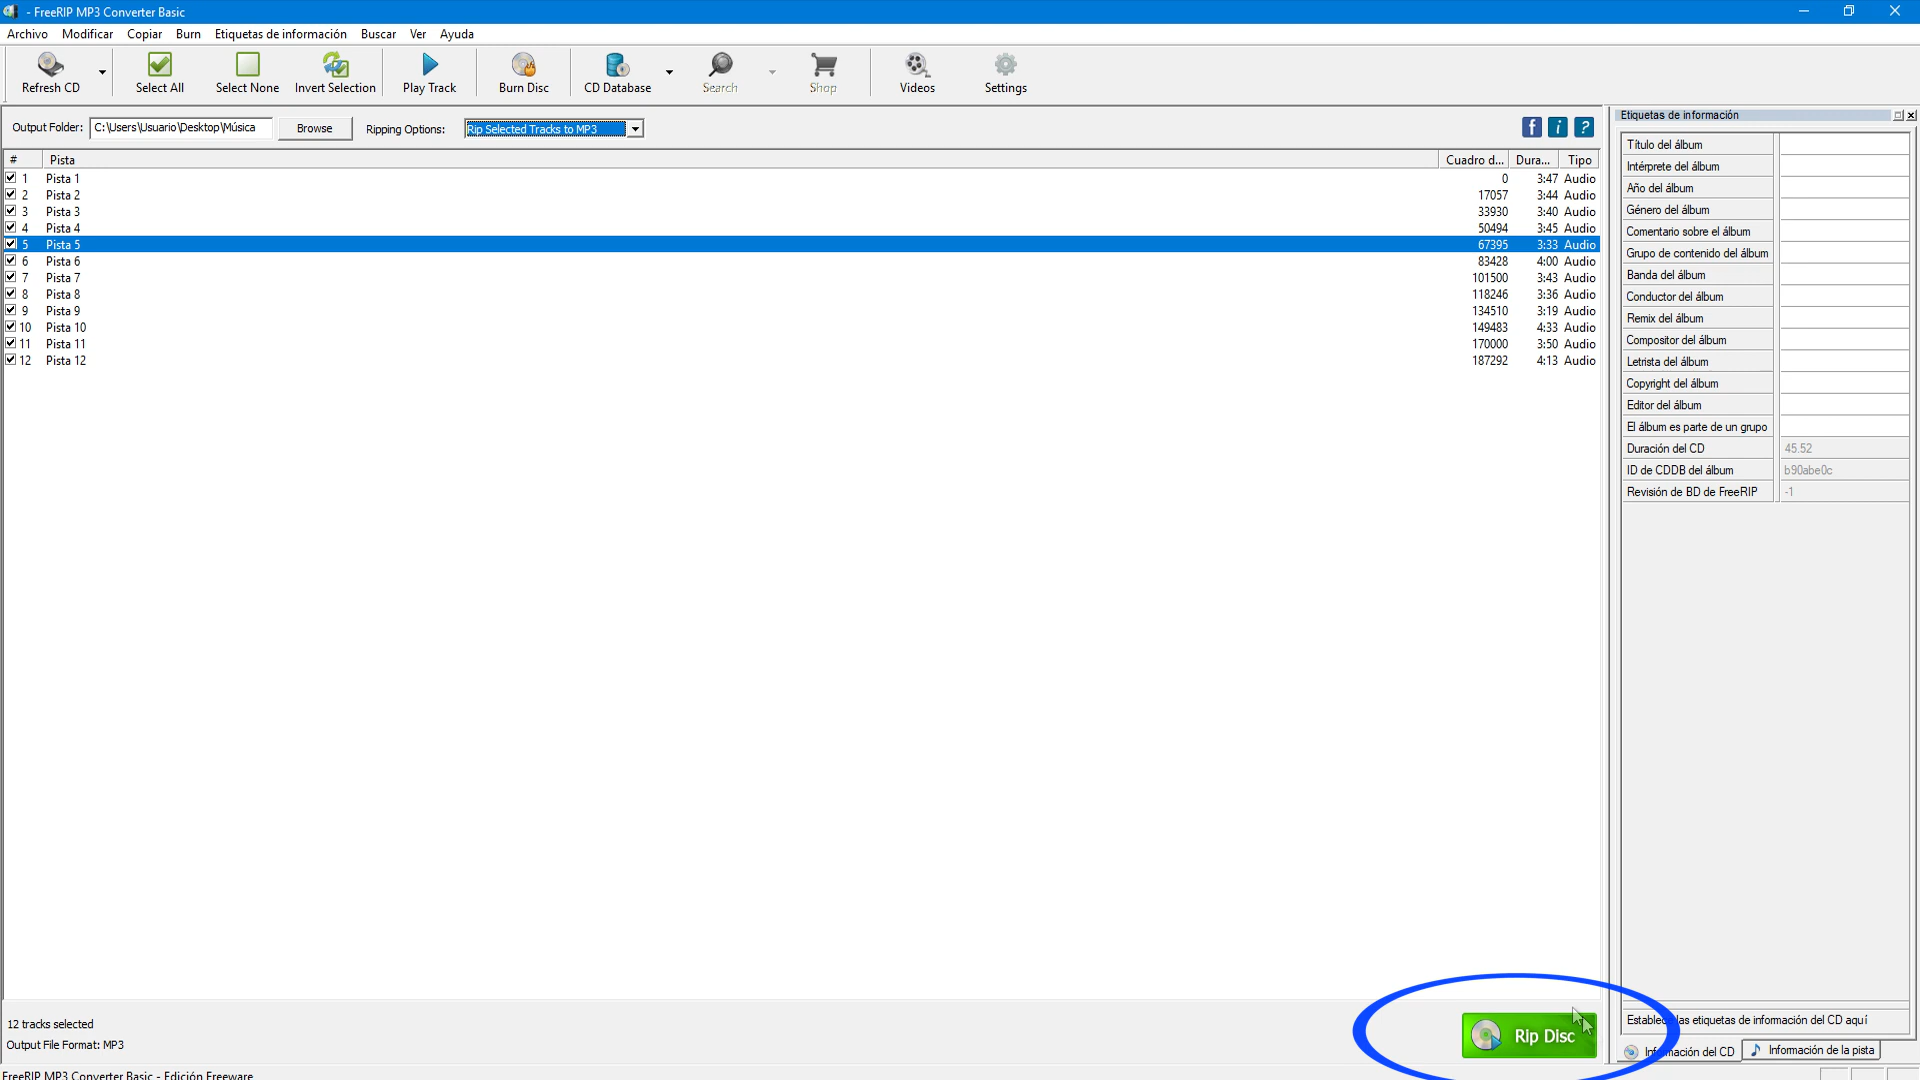 - FreeRIP MP3 Converter Basic
Archivo Modificar Copiar Burn Etiquetas de información Buscar Ver Ayuda
Refresh CD Select All Select None Invert Selection Play Track Burn Disc CD Database Search Shop Videos Settings
Output Folder: C:\Users\Usuario\Desktop\Música Browse Ripping Options: Rip Selected Tracks to MP3 f i ?
# Pista Cuadro d... Dura... Tipo
1 Pista 1 0 3:47 Audio
2 Pista 2 17057 3:44 Audio
3 Pista 3 33930 3:40 Audio
4 Pista 4 50494 3:45 Audio
5 Pista 5 67395 3:33 Audio
6 Pista 6 83428 4:00 Audio
7 Pista 7 101500 3:43 Audio
8 Pista 8 118246 3:36 Audio
9 Pista 9 134510 3:19 Audio
10 Pista 10 149483 4:33 Audio
11 Pista 11 170000 3:50 Audio
12 Pista 12 187292 4:13 Audio
Etiquetas de información
Título del álbum
Intérprete del álbum
Año del álbum
Género del álbum
Comentario sobre el álbum
Grupo de contenido del álbum
Banda del álbum
Conductor del álbum
Remix del álbum
Compositor del álbum
Letrista del álbum
Copyright del álbum
Editor del álbum
El álbum es parte de un grupo
Duración del CD 45.52
ID de CDDB del álbum b90abe0c
Revisión de BD de FreeRIP -1
las etiquetas de información del CD aquí
del CD Información de la pista
12 tracks selected
Output File Format: MP3
Rip Disc
FreeRIP MP3 Converter Basic - Edición Freeware